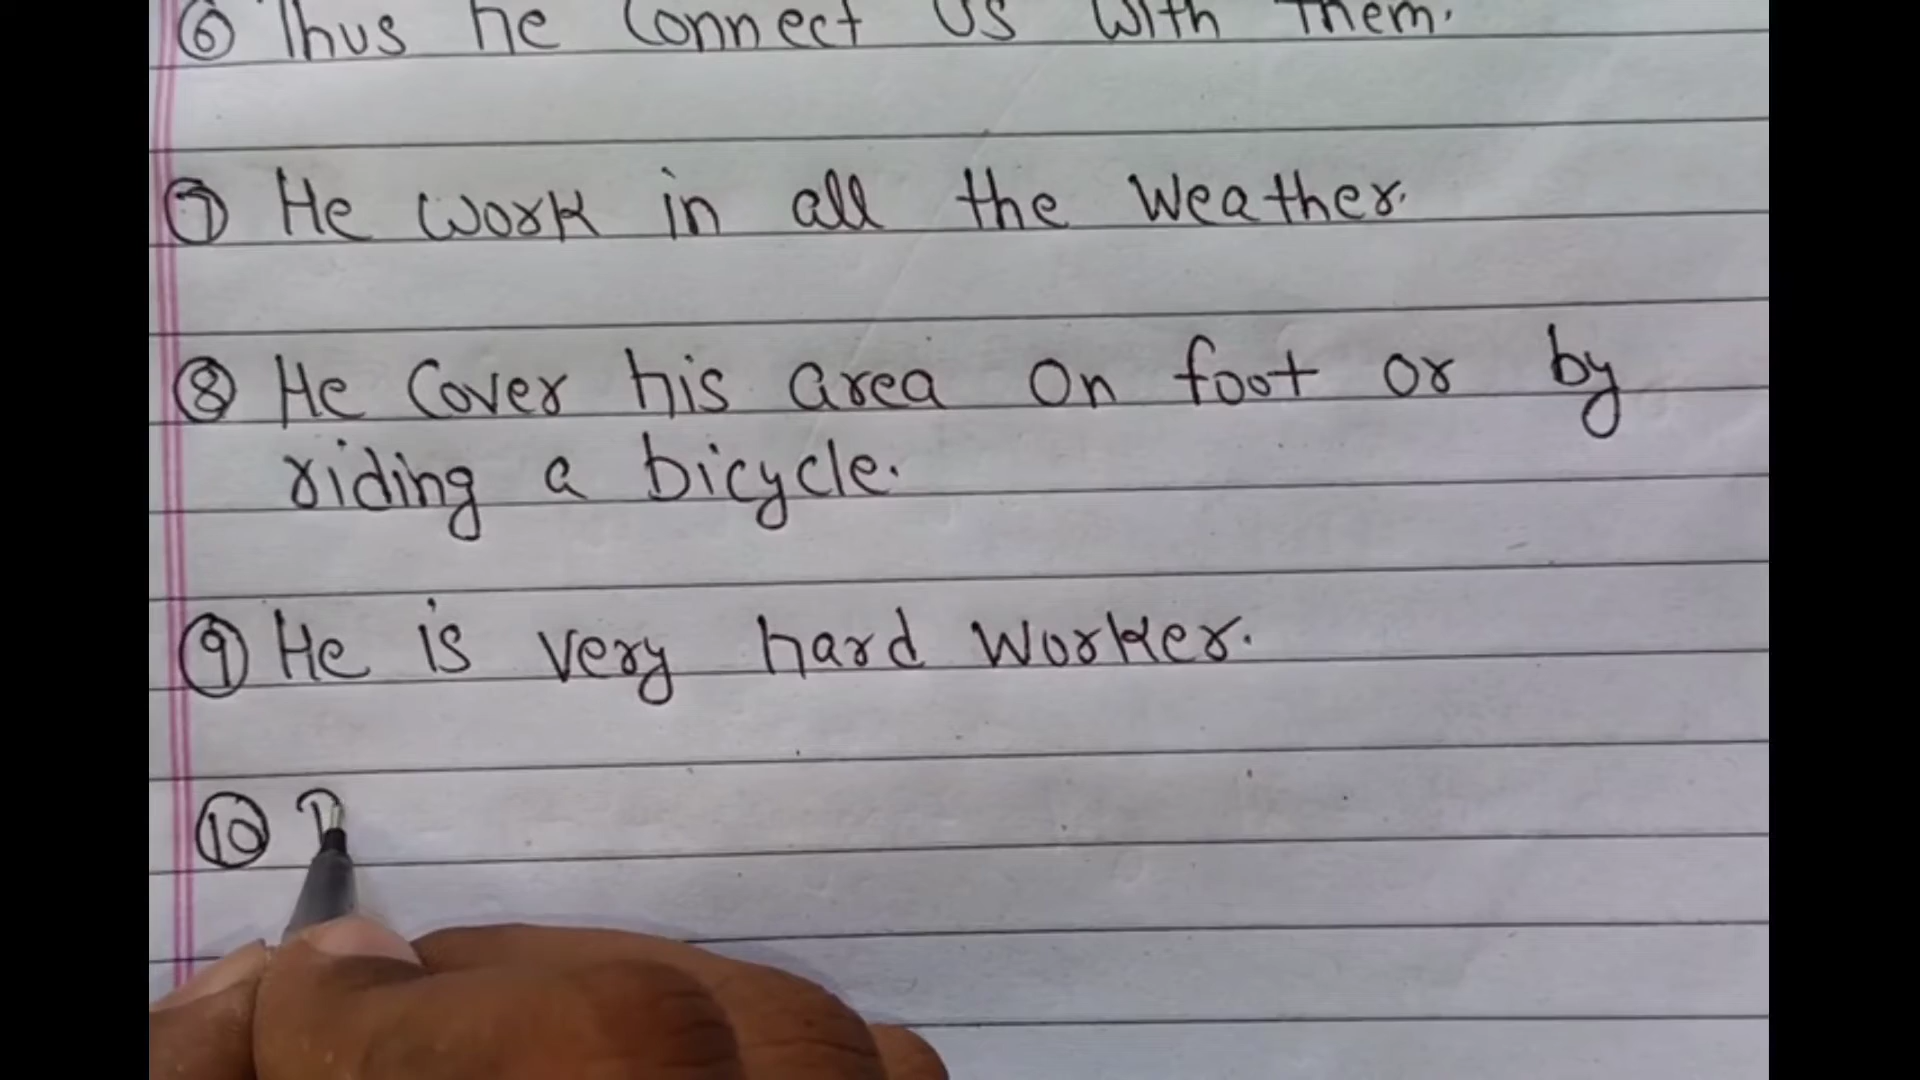 ⑥ Thus he connect us with them.
⑦ He work in all the weather.
⑧ He cover his area on foot or by
riding a bicycle.
⑨ He is very hard worker.
⑩